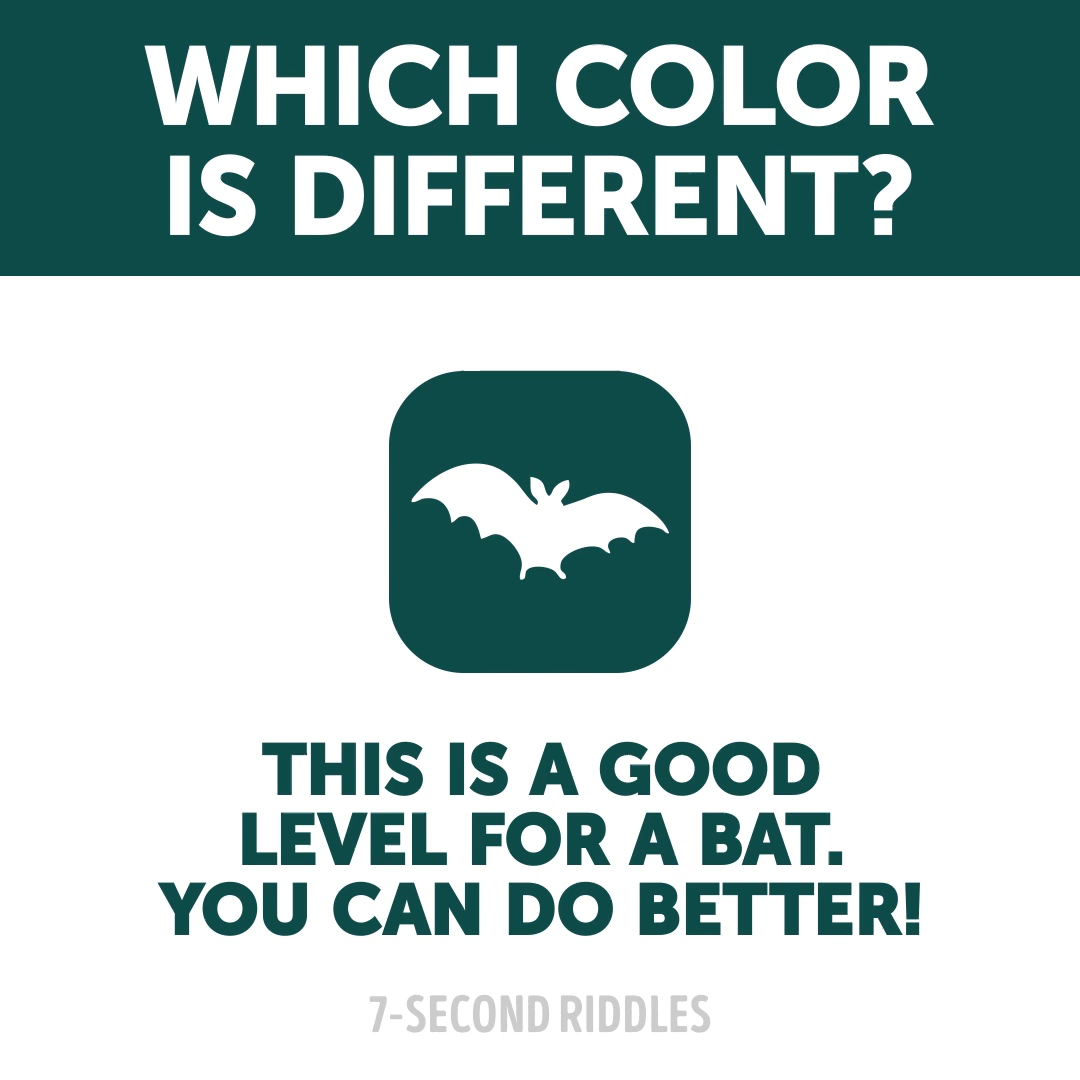 WHICH COLOR
IS DIFFERENT?
THIS IS A GOOD
LEVEL FOR A BAT.
YOU CAN DO BETTER!
7-SECOND RIDDLES